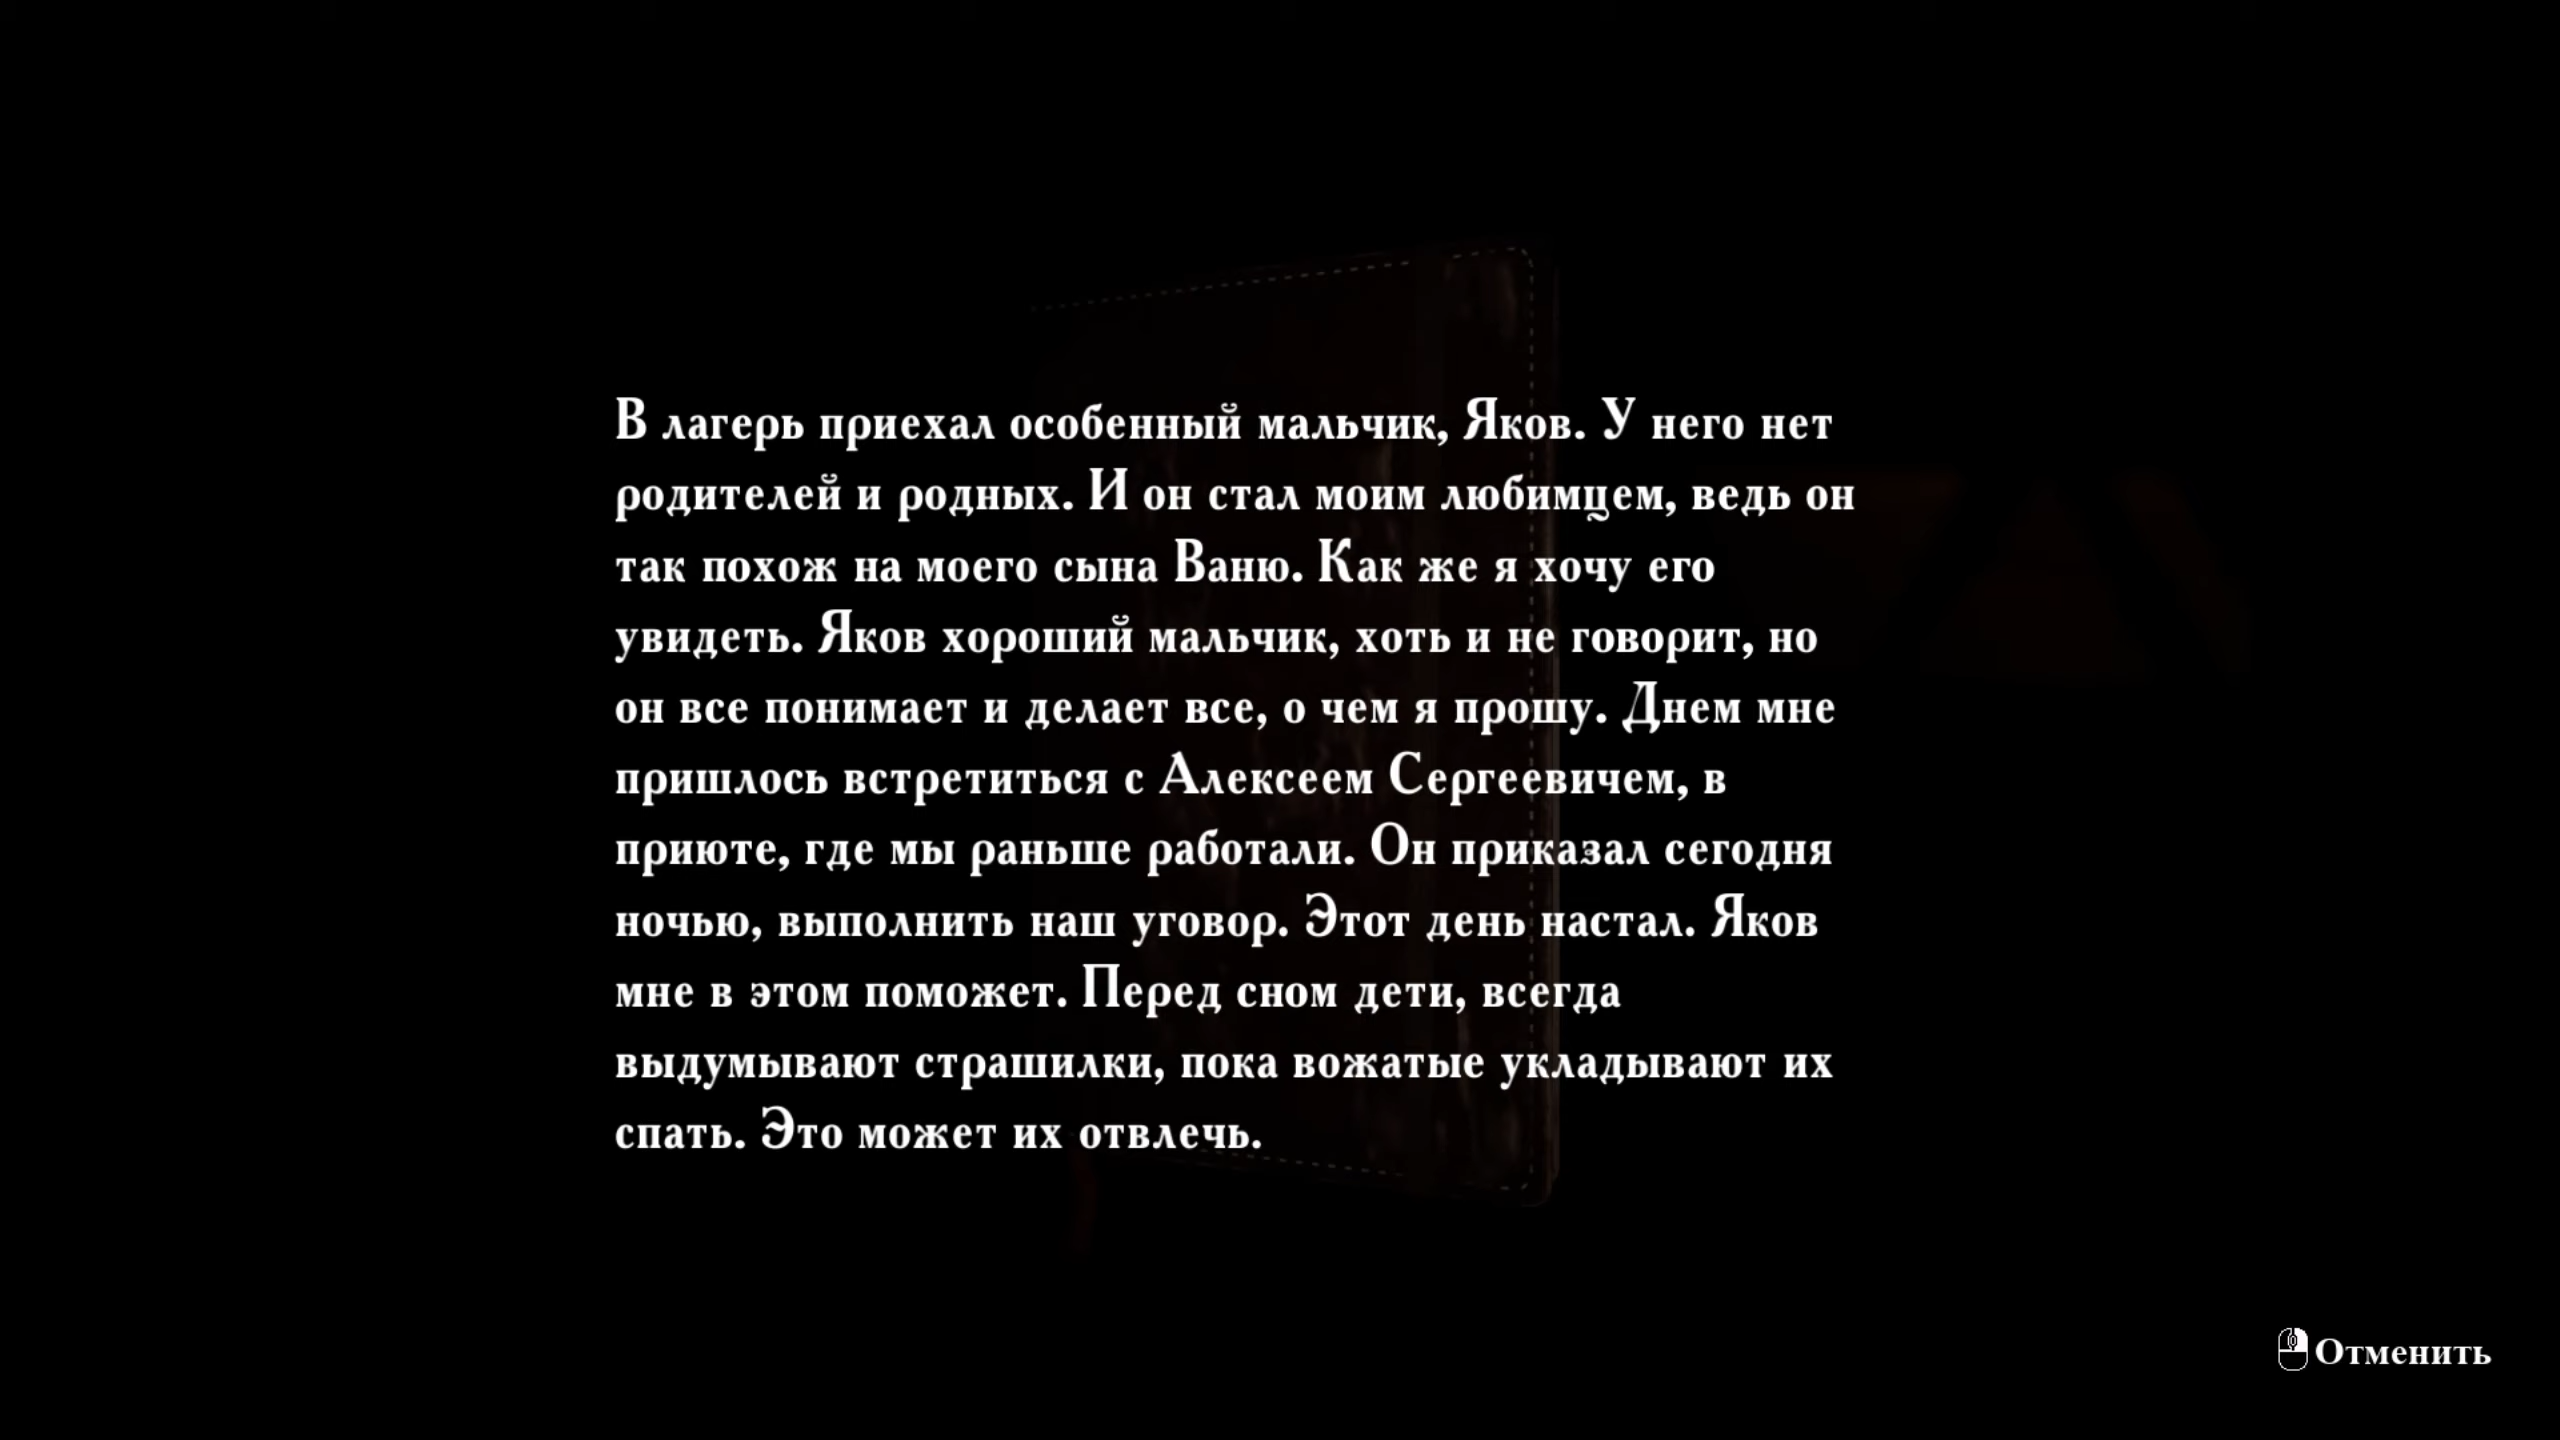 В лагерь приехал особенный мальчик, Яков. У него нет
родителей и родных. И он стал моим любимцем, ведь он
так похож на моего сына Ваню. Как же я хочу его
увидеть. Яков хороший мальчик, хоть и не говорит, но
он все понимает и делает все, о чем я прошу. Днем мне
пришлось встретиться с Алексеем Сергеевичем, в
приюте, где мы раньше работали. Он приказал сегодня
ночью, выполнить наш уговор. Этот день настал. Яков
мне в этом поможет. Перед сном дети, всегда
выдумывают страшилки, пока вожатые укладывают их
спать. Это может их отвлечь.
Отменить